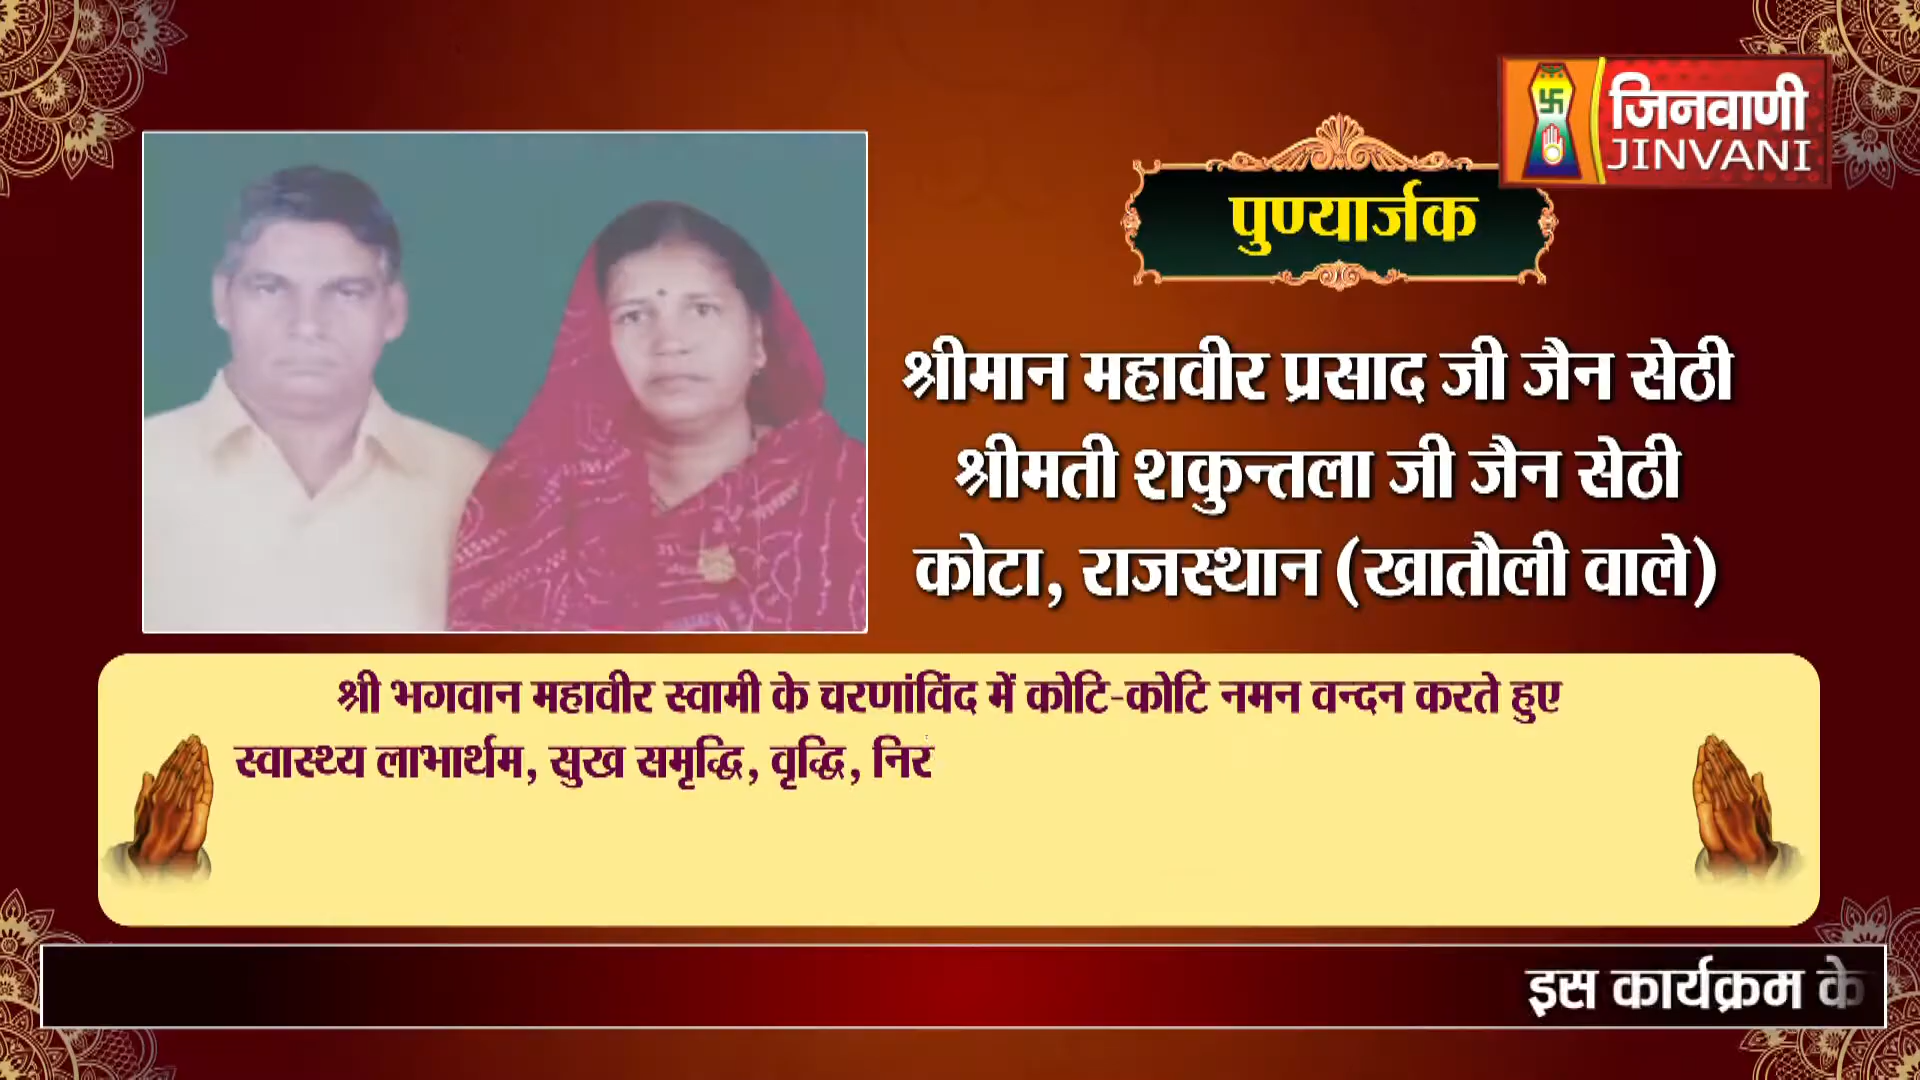 जिनवाणी
JINVANI
पुण्यार्जक
श्रीमान महावीर प्रसाद जी जैन सेठी
श्रीमती शकुन्तला जी जैन सेठी
कोटा, राजस्थान (खातौली वाले)
श्री भगवान महावीर स्वामी के चरणांविंद में कोटि-कोटि नमन वन्दन करते हुए
स्वास्थ्य लाभार्थम, सुख समृद्धि, वृद्धि, निर
इस कार्यक्रम के